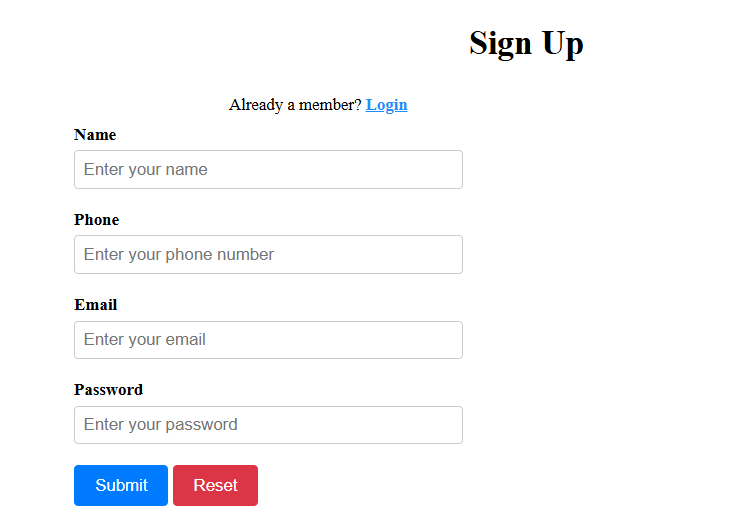 Sign Up
Already a member? Login
Name
Enter your name
Phone
Enter your phone number
Email
Enter your email
Password
Enter your password
Submit Reset